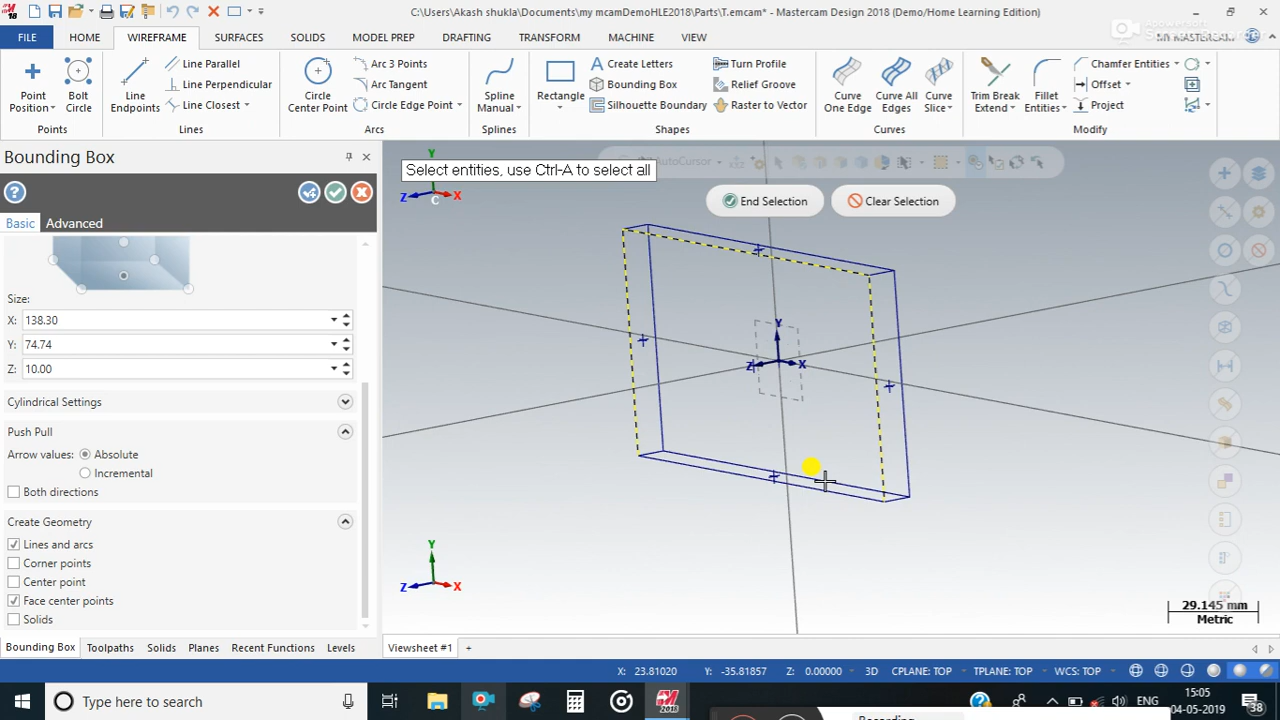 C:\Users\Akash shukla\Documents\my mcamDemoHLE2018\Parts\T.emcam* - Mastercam Design 2018 (Demo/Home Learning Edition)
FILE HOME WIREFRAME SURFACES SOLIDS MODEL PREP DRAFTING TRANSFORM MACHINE VIEW MY MASTERCAM
Point Position
Bolt Circle
Points
Line Endpoints
Line Parallel
Line Perpendicular
Line Closest
Lines
Circle Center Point
Arc 3 Points
Arc Tangent
Circle Edge Point
Arcs
Spline Manual
Splines
Rectangle
Create Letters
Bounding Box
Silhouette Boundary
Turn Profile
Relief Groove
Raster to Vector
Shapes
Curve One Edge
Curve All Edges
Curve Slice
Curves
Trim Break Extend
Fillet Entities
Chamfer Entities
Offset
Project
Modify
Bounding Box
Basic Advanced
Size:
X: 138.30
Y: 74.74
Z: 10.00
Cylindrical Settings
Push Pull
Arrow values: Absolute
Incremental
Both directions
Create Geometry
Lines and arcs
Corner points
Center point
Face center points
Solids
Bounding Box Toolpaths Solids Planes Recent Functions Levels
AutoCursor
Select entities, use Ctrl-A to select all
End Selection Clear Selection
Y
Z X
C
Y
Z X
Y
Z X
29.145 mm
Metric
Viewsheet #1 +
X: 23.81020 Y: -35.81857 Z: 0.00000 3D CPLANE: TOP TPLANE: TOP WCS: TOP
Type here to search
2018
ENG
15:05
04-05-2019
38
Recording